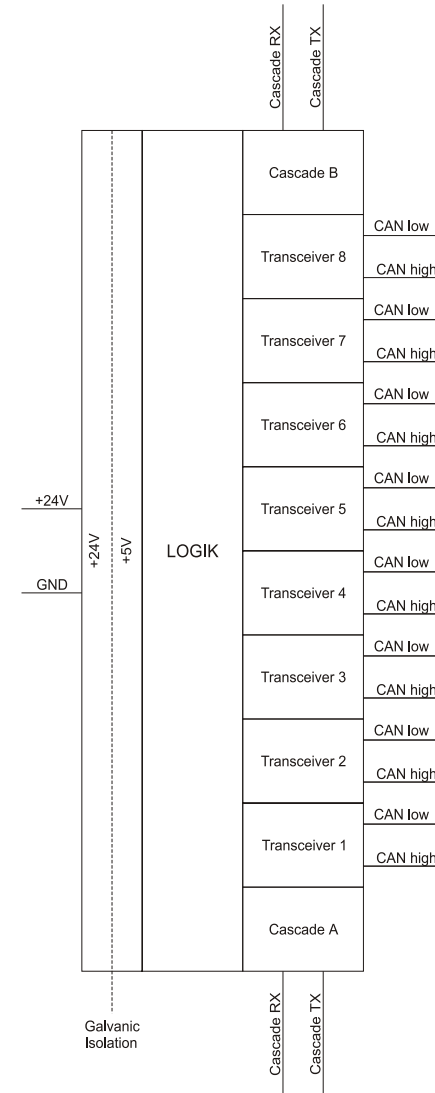 Cascade RX
Cascade TX
Cascade B
CAN low
Transceiver 8
CAN high
CAN low
Transceiver 7
CAN high
CAN low
Transceiver 6
CAN high
CAN low
+24V
Transceiver 5
CAN high
+24V
+5V
LOGIK
CAN low
GND
Transceiver 4
CAN high
CAN low
Transceiver 3
CAN high
CAN low
Transceiver 2
CAN high
CAN low
Transceiver 1
CAN high
Cascade A
Cascade RX
Cascade TX
Galvanic
Isolation